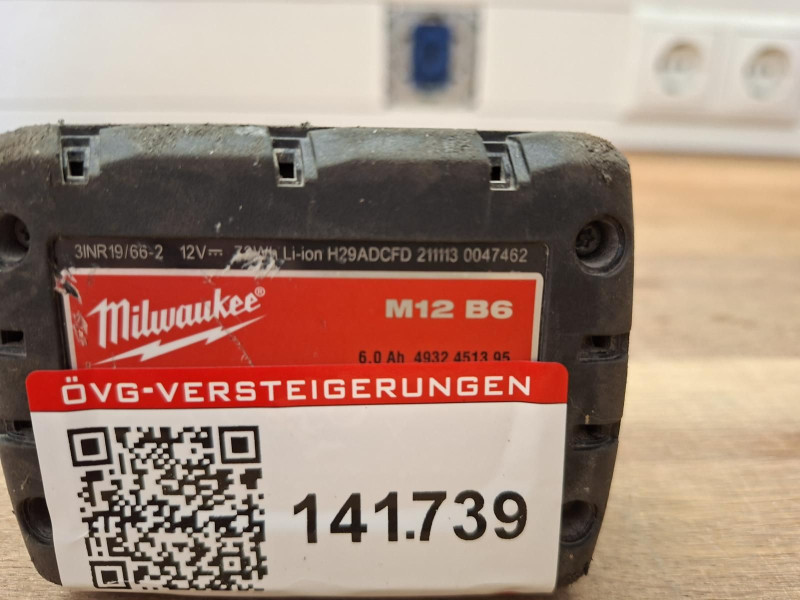 3INR19/66-2 12V⎓ 72Wh Li-ion H29ADCFD 211113 0047462
Milwaukee®
M12 B6
6.0 Ah 4932 4513 95
ÖVG-VERSTEIGERUNGEN
141.739